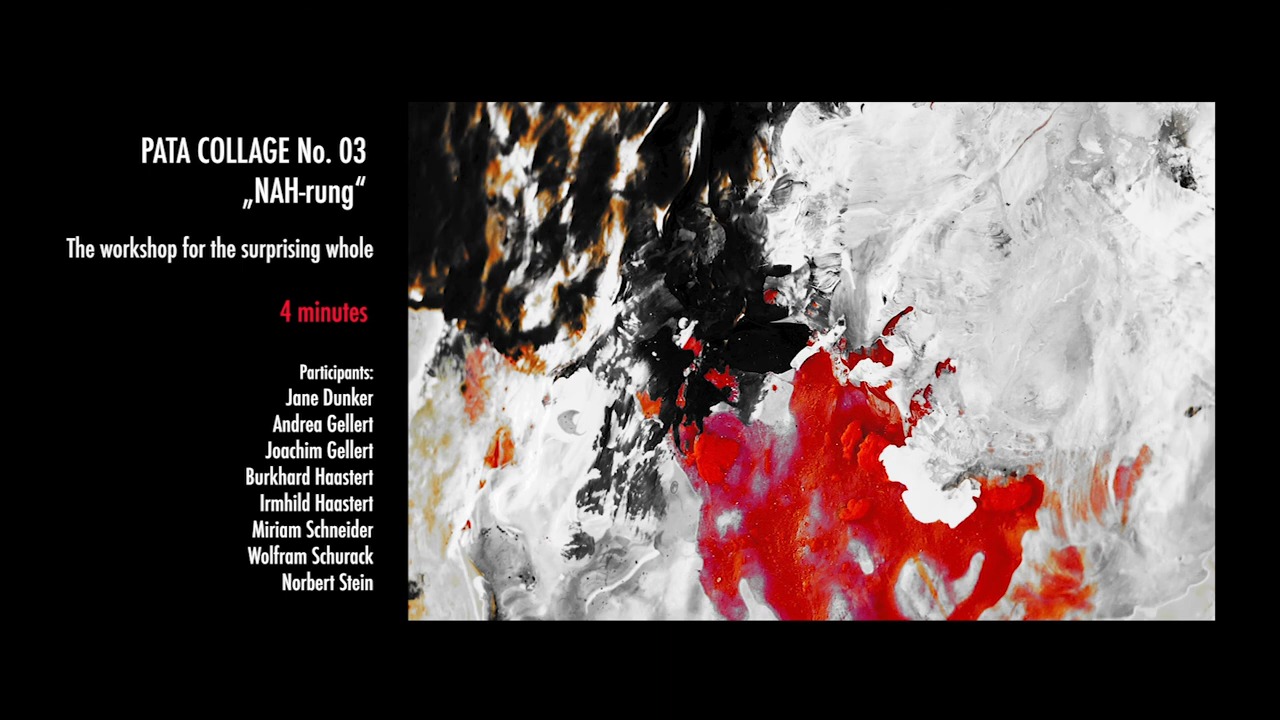 PATA COLLAGE No. 03
„NAH-rung“
The workshop for the surprising whole
4 minutes
Participants:
Jane Dunker
Andrea Gellert
Joachim Gellert
Burkhard Haastert
Irmhild Haastert
Miriam Schneider
Wolfram Schurack
Norbert Stein